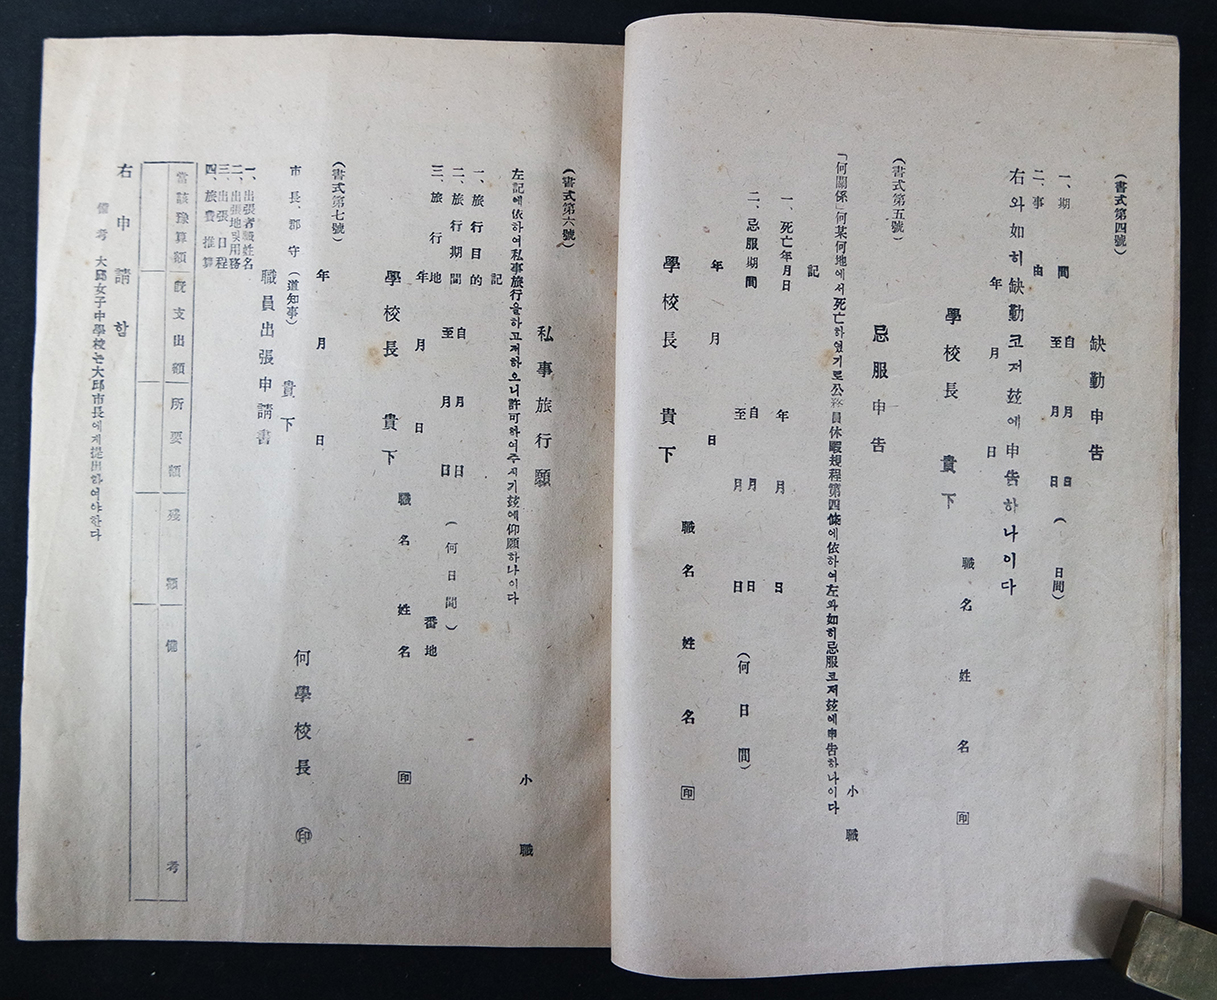 (書式第四號)
缺勤申告
一、期間 自 月 日
至 月 日 ( 日間)
二、事由
右와如히缺勤코저玆에申告하나이다
年 月 日
職名 姓名 印
學校長 貴下
(書式第五號)
忌服申告
小職
「何關係」何某何地에서死亡하였기로公務員休暇規程第四條에依하여左와如히忌服코저玆에申告하나이다
記
一、死亡年月日 年 月 日
二、忌服期間 自 月 日
至 月 日 (何日間)
年 月 日
職名 姓名 印
學校長 貴下
(書式第六號)
私事旅行願
小職
左記에依하여私事旅行을하고저하오니許可하여주시기玆에仰願하나이다
記
一、旅行目的
二、旅行期間 自 月 日
至 月 日 (何日間)
三、旅行地 番地
年 月 日
職名 姓名 印
學校長 貴下
(書式第七號)
年 月 日
何學校長 印
市長、郡守(道知事) 貴下
職員出張申請書
一、出張者職姓名
二、出張地및用務
三、出張日程
四、旅費推算
當該豫算額 旣支出額 所要額 殘額 備考
右申請함
備考 大邱女子中學校는大邱市長에게提出하여야한다